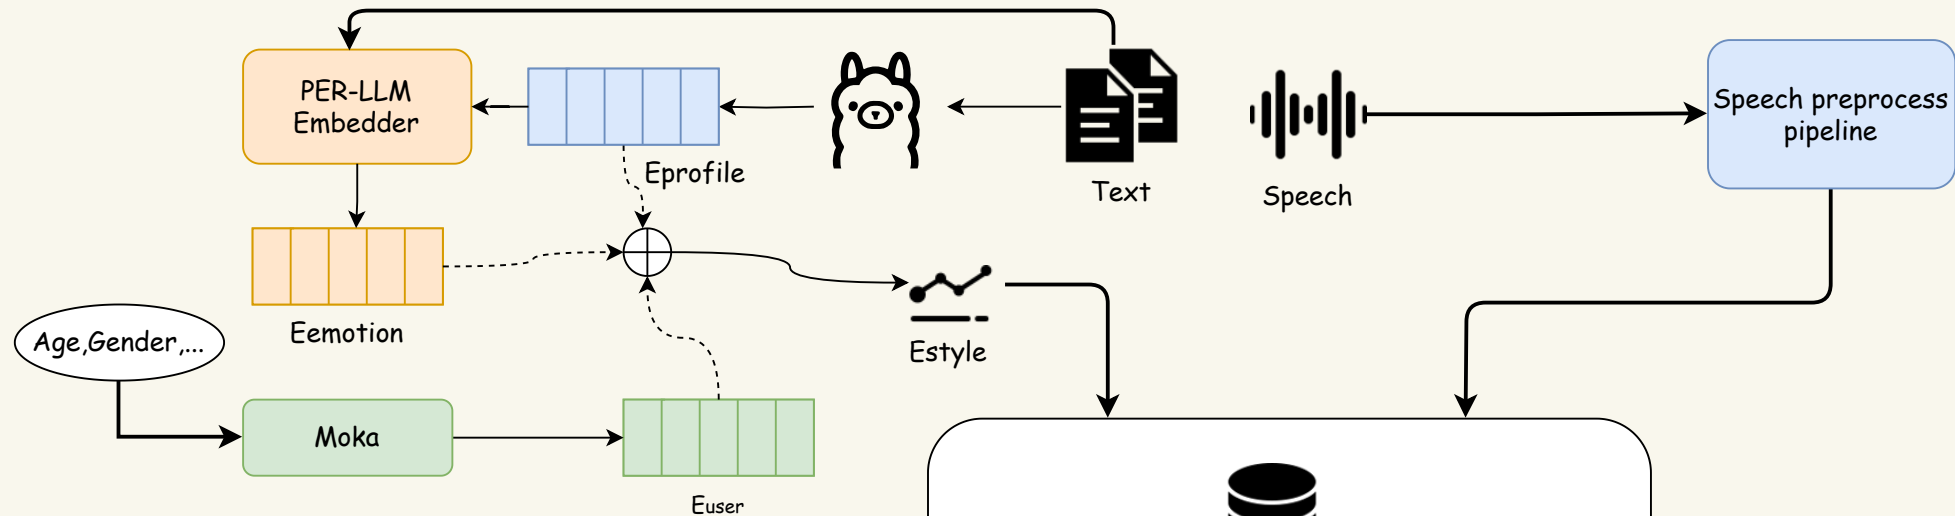 PER-LLM
Embedder
Eprofile
Text
Speech
Speech preprocess
pipeline
Eemotion
Age,Gender,...
Estyle
Moka
Euser